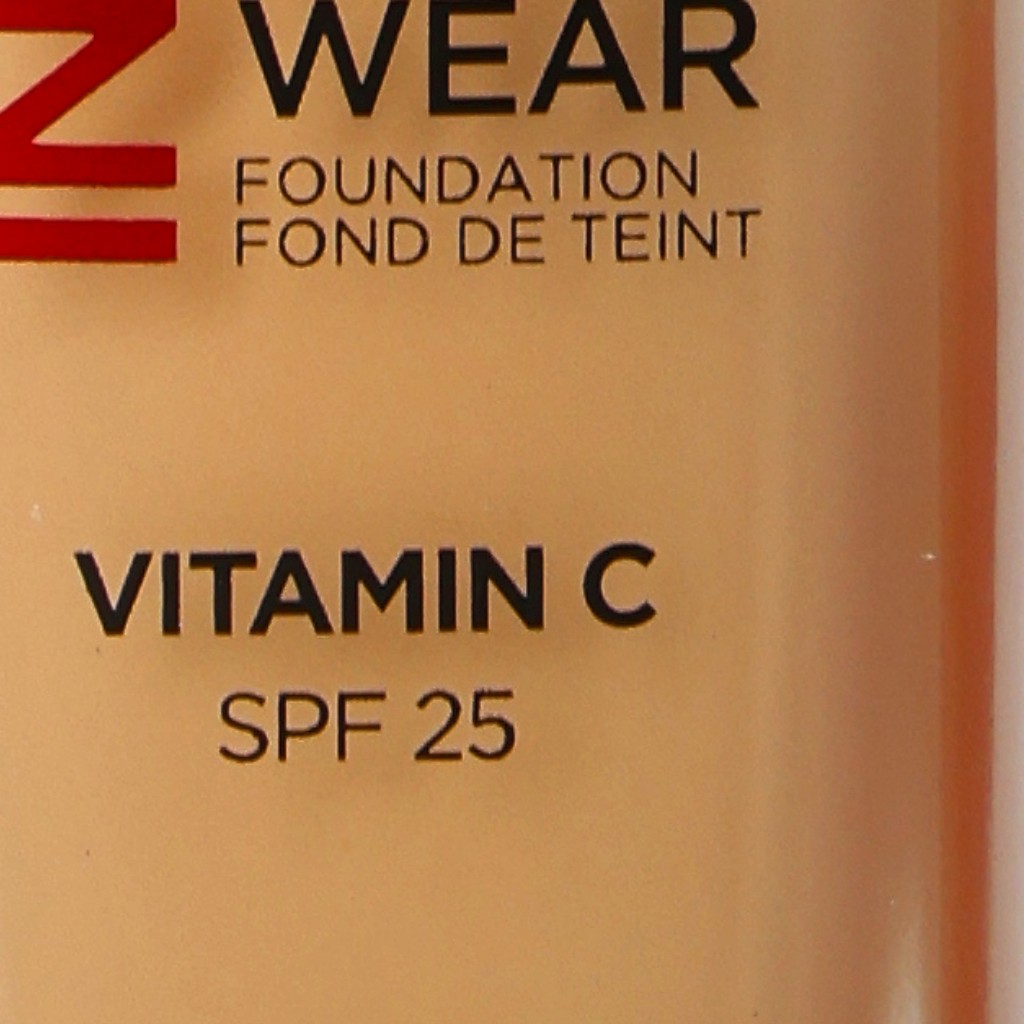 WEAR
FOUNDATION
FOND DE TEINT
VITAMIN C
SPF 25